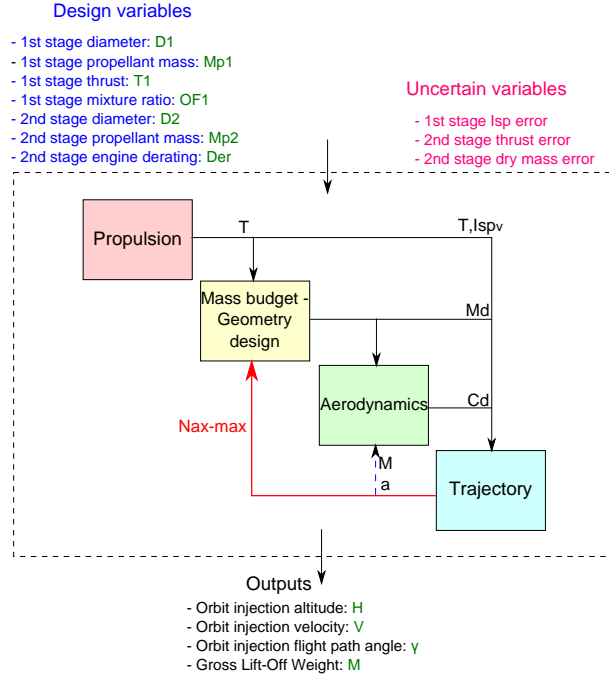 Design variables
- 1st stage diameter: D1
- 1st stage propellant mass: Mp1
- 1st stage thrust: T1
- 1st stage mixture ratio: OF1
- 2nd stage diameter: D2
- 2nd stage propellant mass: Mp2
- 2nd stage engine derating: Der
Uncertain variables
- 1st stage Isp error
- 2nd stage thrust error
- 2nd stage dry mass error
Propulsion
T
T,Ispv
Mass budget -
Geometry
design
Md
Aerodynamics
Cd
Nax-max
M
a
Trajectory
Outputs
- Orbit injection altitude: H
- Orbit injection velocity: V
- Orbit injection flight path angle: γ
- Gross Lift-Off Weight: M